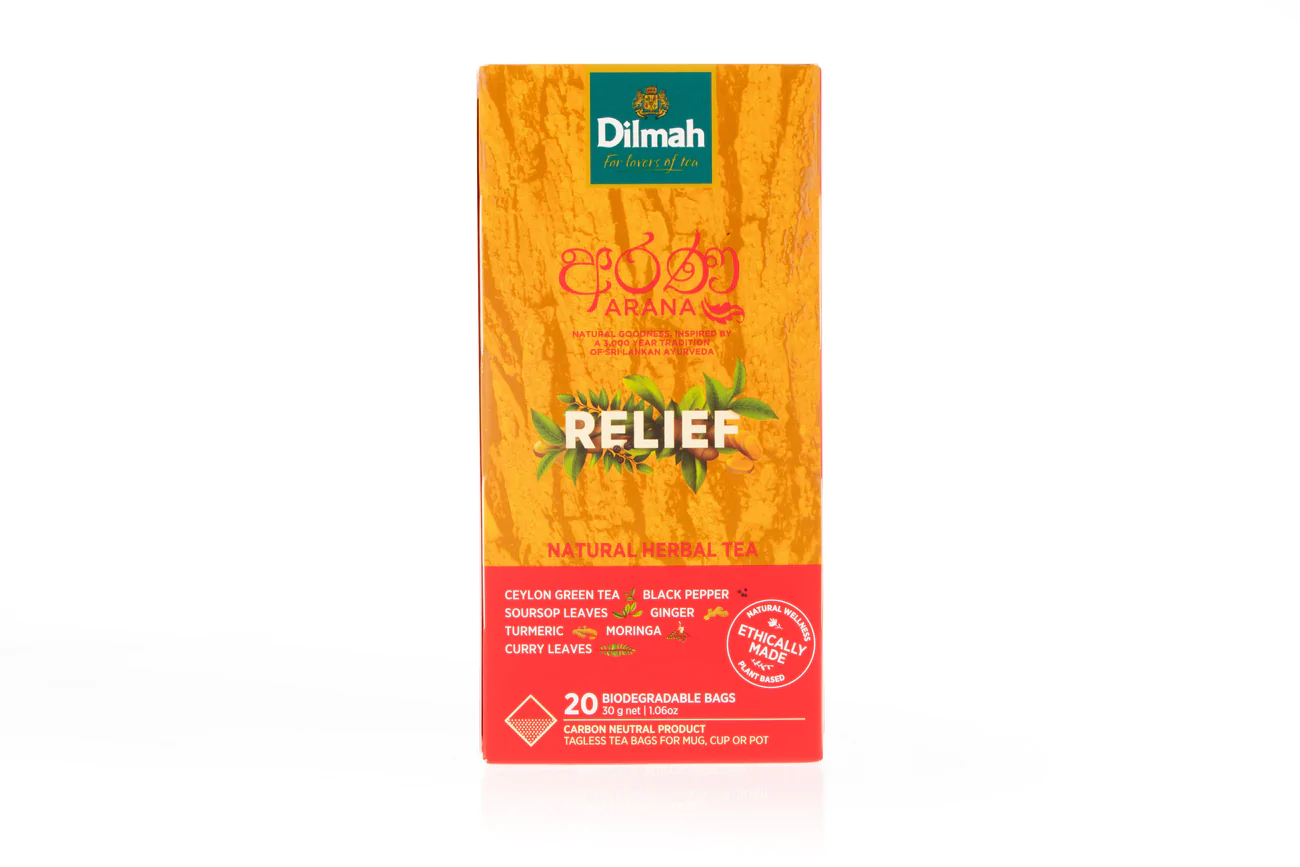 Dilmah
For lovers of tea
අරණ
ARANA
NATURAL GOODNESS, INSPIRED BY
A 3,000 YEAR TRADITION
OF SRI LANKAN AYURVEDA
RELIEF
NATURAL HERBAL TEA
CEYLON GREEN TEA BLACK PEPPER
SOURSOP LEAVES GINGER
TURMERIC MORINGA
CURRY LEAVES
NATURAL WELLNESS
ETHICALLY
MADE
PLANT BASED
20 BIODEGRADABLE BAGS
30 g net | 1.06oz
CARBON NEUTRAL PRODUCT
TAGLESS TEA BAGS FOR MUG, CUP OR POT